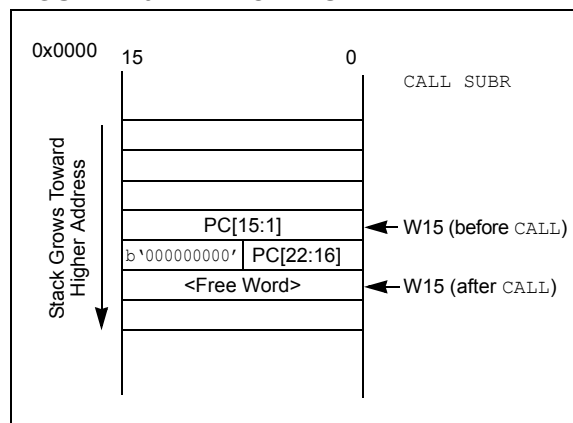 0x0000 15 0
CALL SUBR
Stack Grows Toward
Higher Address
PC[15:1] W15 (before CALL)
b‘000000000’ PC[22:16]
<Free Word> W15 (after CALL)